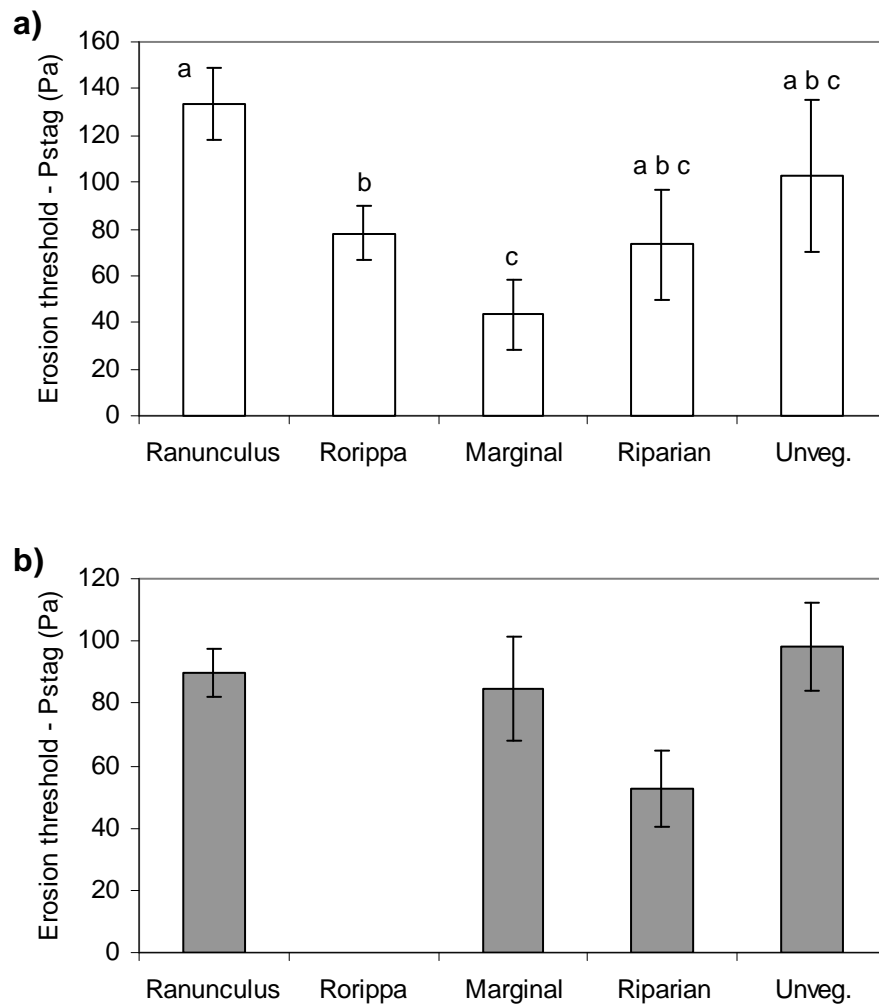 a)
Erosion threshold - Pstag (Pa)
160
140
120
100
80
60
40
20
0
a
b
c
a b c
a b c
Ranunculus Rorippa Marginal Riparian Unveg.
b)
Erosion threshold - Pstag (Pa)
120
100
80
60
40
20
0
Ranunculus Rorippa Marginal Riparian Unveg.